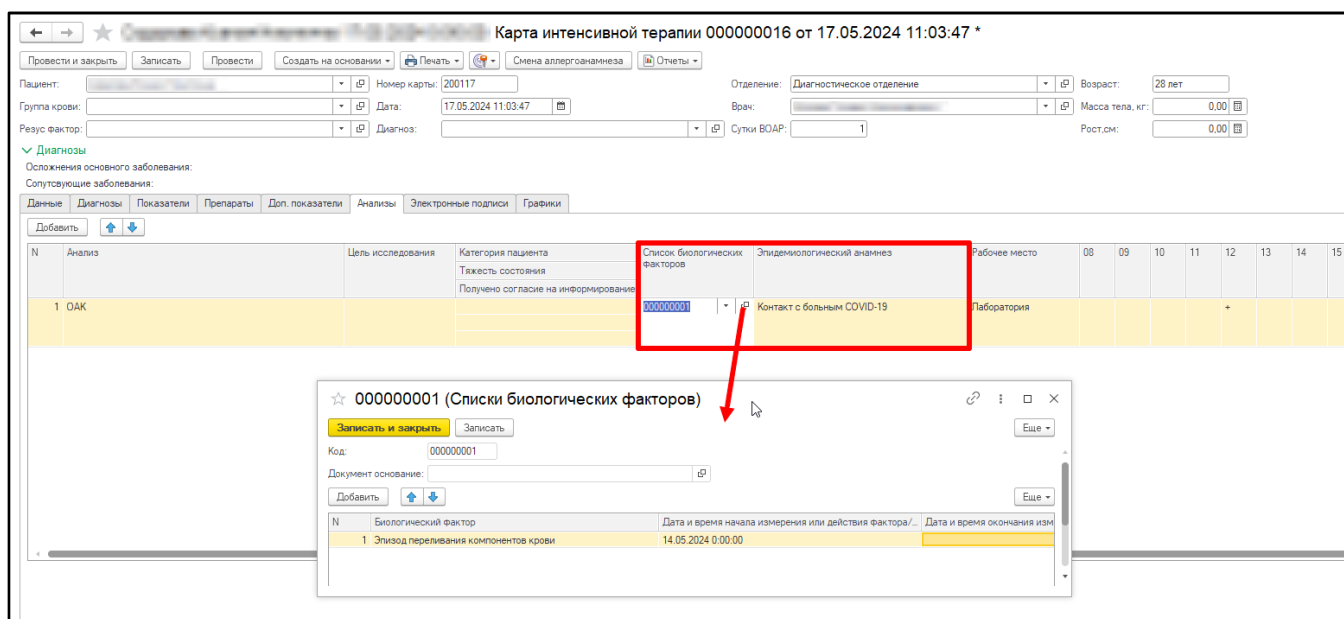 Карта интенсивной терапии 000000016 от 17.05.2024 11:03:47 *
Провести и закрыть Записать Провести Создать на основании Печать Смена аллергоанамнеза Отчеты
Пациент: Номер карты: 200117 Отделение: Диагностическое отделение Возраст: 28 лет
Группа крови: Дата: 17.05.2024 11:03:47 Врач: Масса тела, кг: 0,00
Резус фактор: Диагноз: Сутки ВОАР: 1 Рост,см: 0,00
Диагнозы
Осложнения основного заболевания:
Сопутсвующие заболевания:
Данные Диагнозы Показатели Препараты Доп. показатели Анализы Электронные подписи Графики
Добавить
N Анализ Цель исследования Категория пациента Список биологических Эпидемиологический анамнез Рабочее место 08 09 10 11 12 13 14 15
факторов
Тяжесть состояния
Получено согласие на информирование
1 ОАК 000000001 Контакт с больным COVID-19 Лаборатория +
000000001 (Списки биологических факторов)
Записать и закрыть Записать Еще
Код: 000000001
Документ основание:
Добавить Еще
N Биологический фактор Дата и время начала измерения или действия фактора/... Дата и время окончания изм
1 Эпизод переливания компонентов крови 14.05.2024 0:00:00